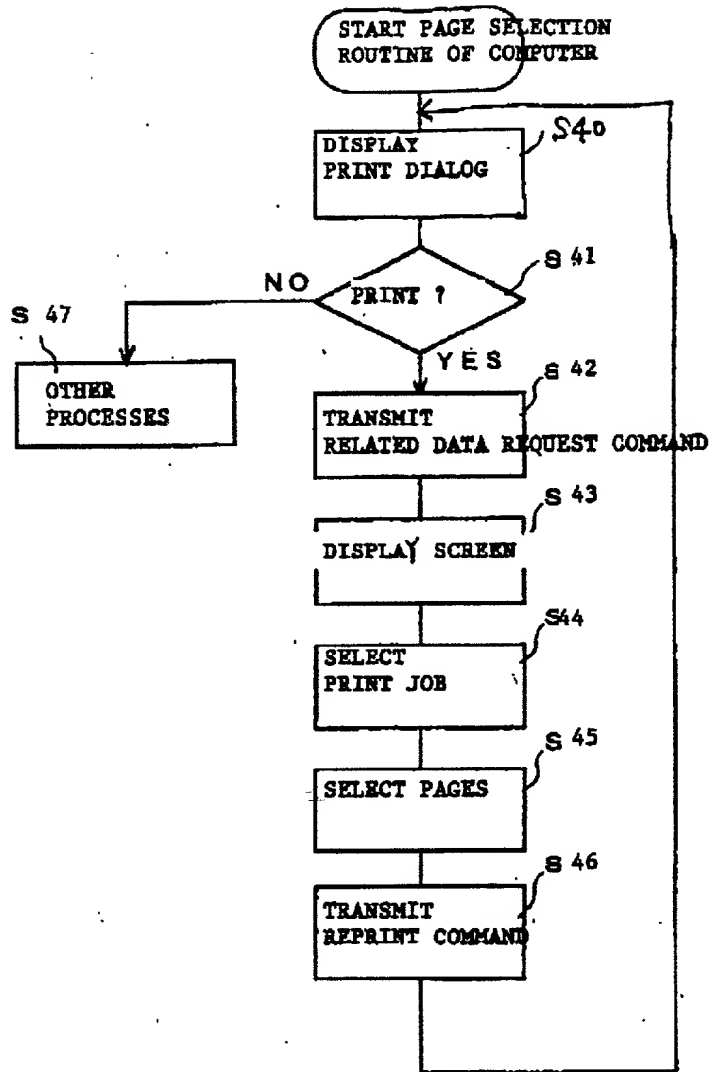 START PAGE SELECTION
ROUTINE OF COMPUTER
S40
DISPLAY
PRINT DIALOG
S 41
PRINT ?
NO
S 47
OTHER
PROCESSES
YES
S 42
TRANSMIT
RELATED DATA REQUEST COMMAND
S 43
DISPLAY SCREEN
S44
SELECT
PRINT JOB
S 45
SELECT PAGES
S 46
TRANSMIT
REPRINT COMMAND